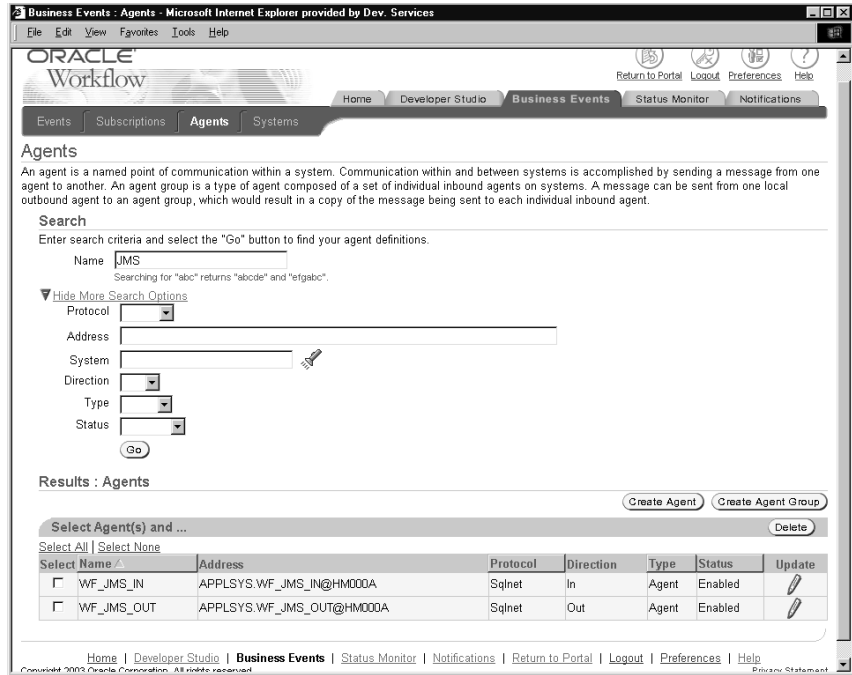 Business Events : Agents - Microsoft Internet Explorer provided by Dev. Services
File Edit View Favorites Tools Help
ORACLE
Workflow
Return to Portal Logout Preferences Help
Home Developer Studio Business Events Status Monitor Notifications
Events Subscriptions Agents Systems
Agents
An agent is a named point of communication within a system. Communication within and between systems is accomplished by sending a message from one
agent to another. An agent group is a type of agent composed of a set of individual inbound agents on systems. A message can be sent from one local
outbound agent to an agent group, which would result in a copy of the message being sent to each individual inbound agent.
Search
Enter search criteria and select the "Go" button to find your agent definitions.
Name JMS
Searching for "abc" returns "abcde" and "efgabc".
Hide More Search Options
Protocol
Address
System
Direction
Type
Status
Go
Results : Agents
Create Agent Create Agent Group
Select Agent(s) and ... Delete
Select All | Select None
Select Name Address Protocol Direction Type Status Update
WF_JMS_IN APPLSYS.WF_JMS_IN@HM000A Sqlnet In Agent Enabled
WF_JMS_OUT APPLSYS.WF_JMS_OUT@HM000A Sqlnet Out Agent Enabled
Home | Developer Studio | Business Events | Status Monitor | Notifications | Return to Portal | Logout | Preferences | Help
Copyright 2003 Oracle Corporation. All rights reserved. Privacy Statement